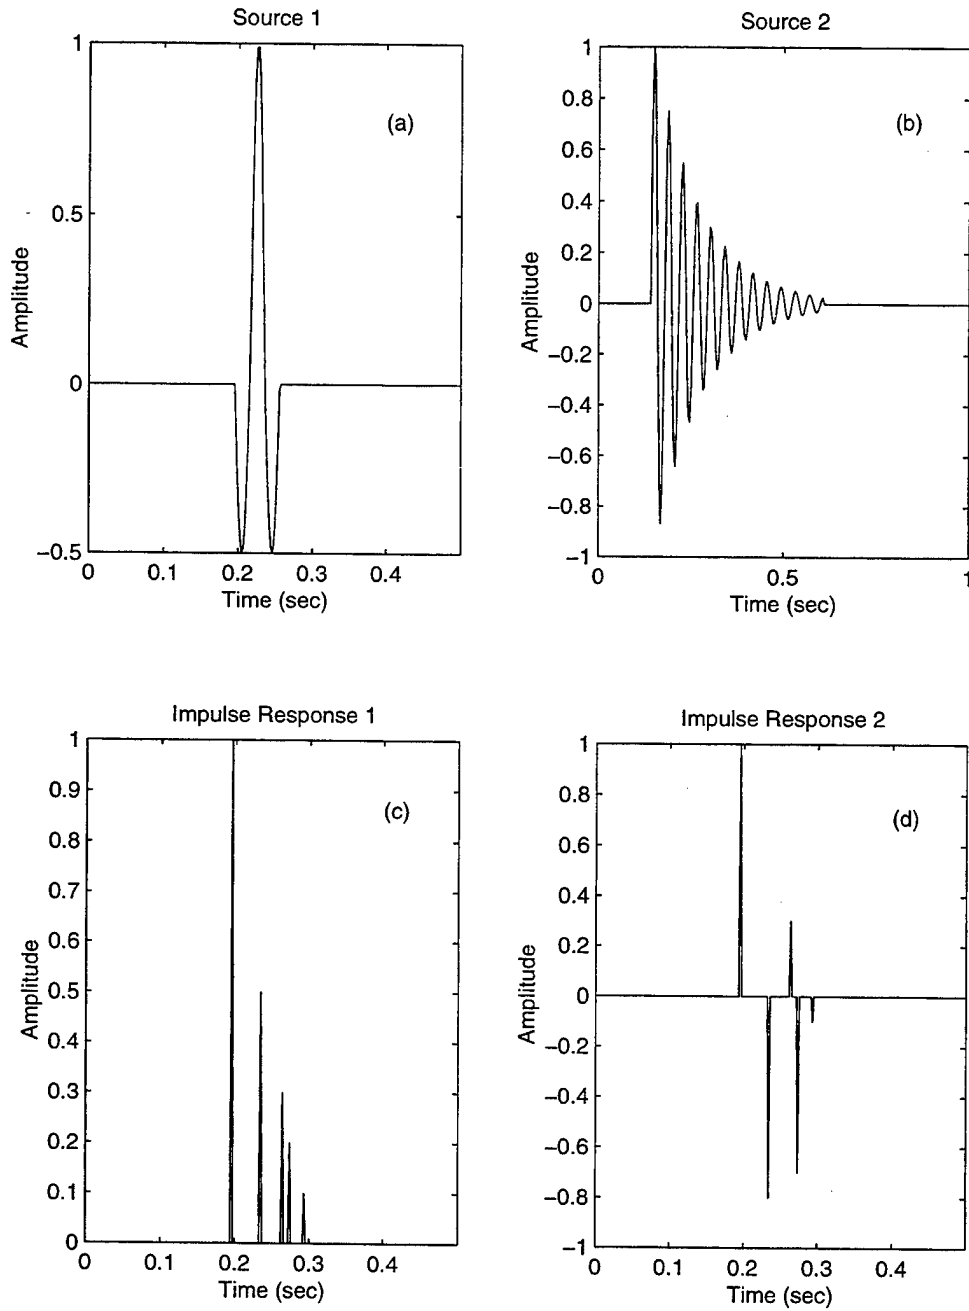 Source 1
1
0.5
0
−0.5
Amplitude
(a)
0 0.1 0.2 0.3 0.4
Time (sec)
Source 2
1
0.8
0.6
0.4
0.2
0
−0.2
−0.4
−0.6
−0.8
−1
Amplitude
(b)
0 0.5 1
Time (sec)
Impulse Response 1
1
0.9
0.8
0.7
0.6
0.5
0.4
0.3
0.2
0.1
0
Amplitude
(c)
0 0.1 0.2 0.3 0.4
Time (sec)
Impulse Response 2
1
0.8
0.6
0.4
0.2
0
−0.2
−0.4
−0.6
−0.8
−1
Amplitude
(d)
0 0.1 0.2 0.3 0.4
Time (sec)